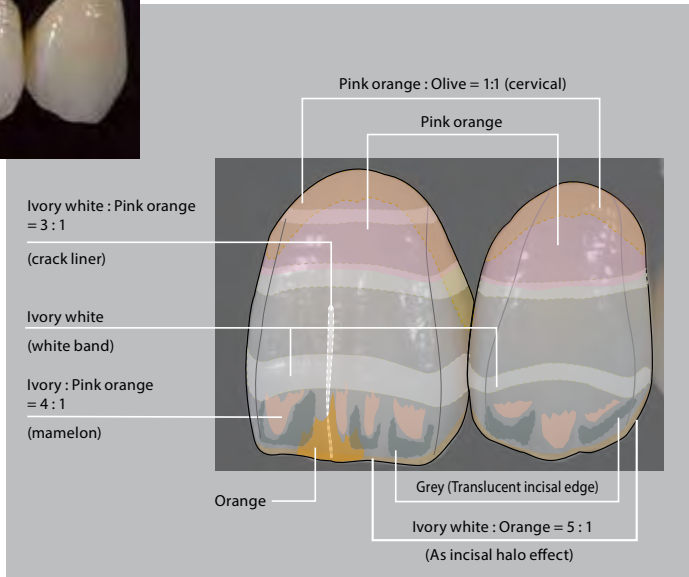 Pink orange : Olive = 1:1 (cervical)
Pink orange
Ivory white : Pink orange
= 3 : 1
(crack liner)
Ivory white
(white band)
Ivory : Pink orange
= 4 : 1
(mamelon)
Orange
Grey (Translucent incisal edge)
Ivory white : Orange = 5 : 1
(As incisal halo effect)